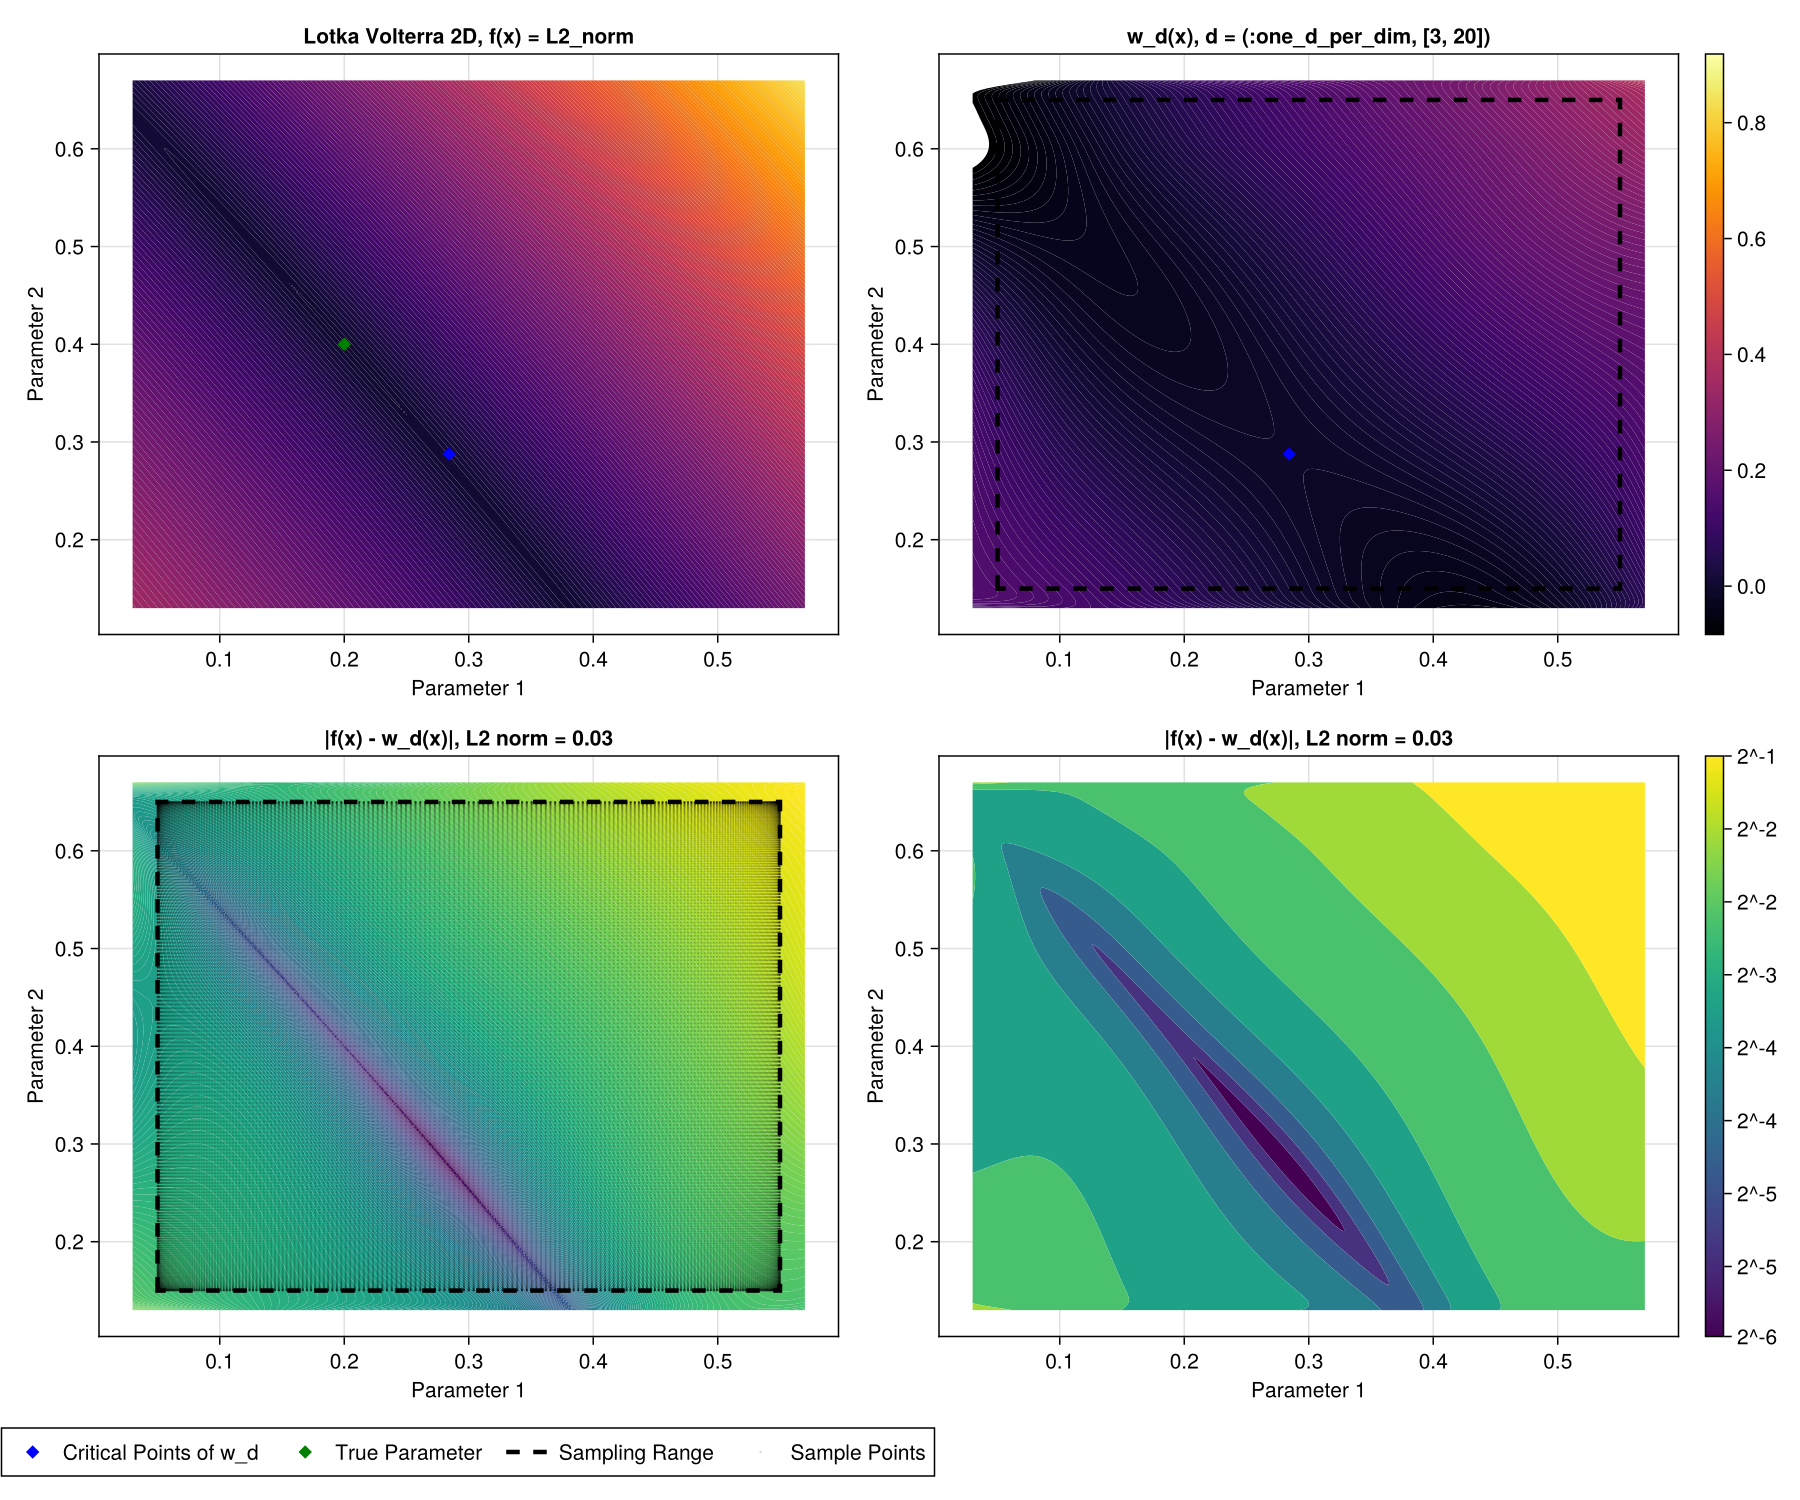 Lotka Volterra 2D, f(x) = L2_norm
Parameter 2
0.6
0.5
0.4
0.3
0.2
0.1 0.2 0.3 0.4 0.5
Parameter 1
w_d(x), d = (:one_d_per_dim, [3, 20])
Parameter 2
0.6
0.5
0.4
0.3
0.2
0.1 0.2 0.3 0.4 0.5
Parameter 1
0.8
0.6
0.4
0.2
0.0
|f(x) - w_d(x)|, L2 norm = 0.03
Parameter 2
0.6
0.5
0.4
0.3
0.2
0.1 0.2 0.3 0.4 0.5
Parameter 1
|f(x) - w_d(x)|, L2 norm = 0.03
Parameter 2
0.6
0.5
0.4
0.3
0.2
0.1 0.2 0.3 0.4 0.5
Parameter 1
2^-1
2^-2
2^-2
2^-3
2^-4
2^-4
2^-5
2^-5
2^-6
Critical Points of w_d True Parameter Sampling Range Sample Points